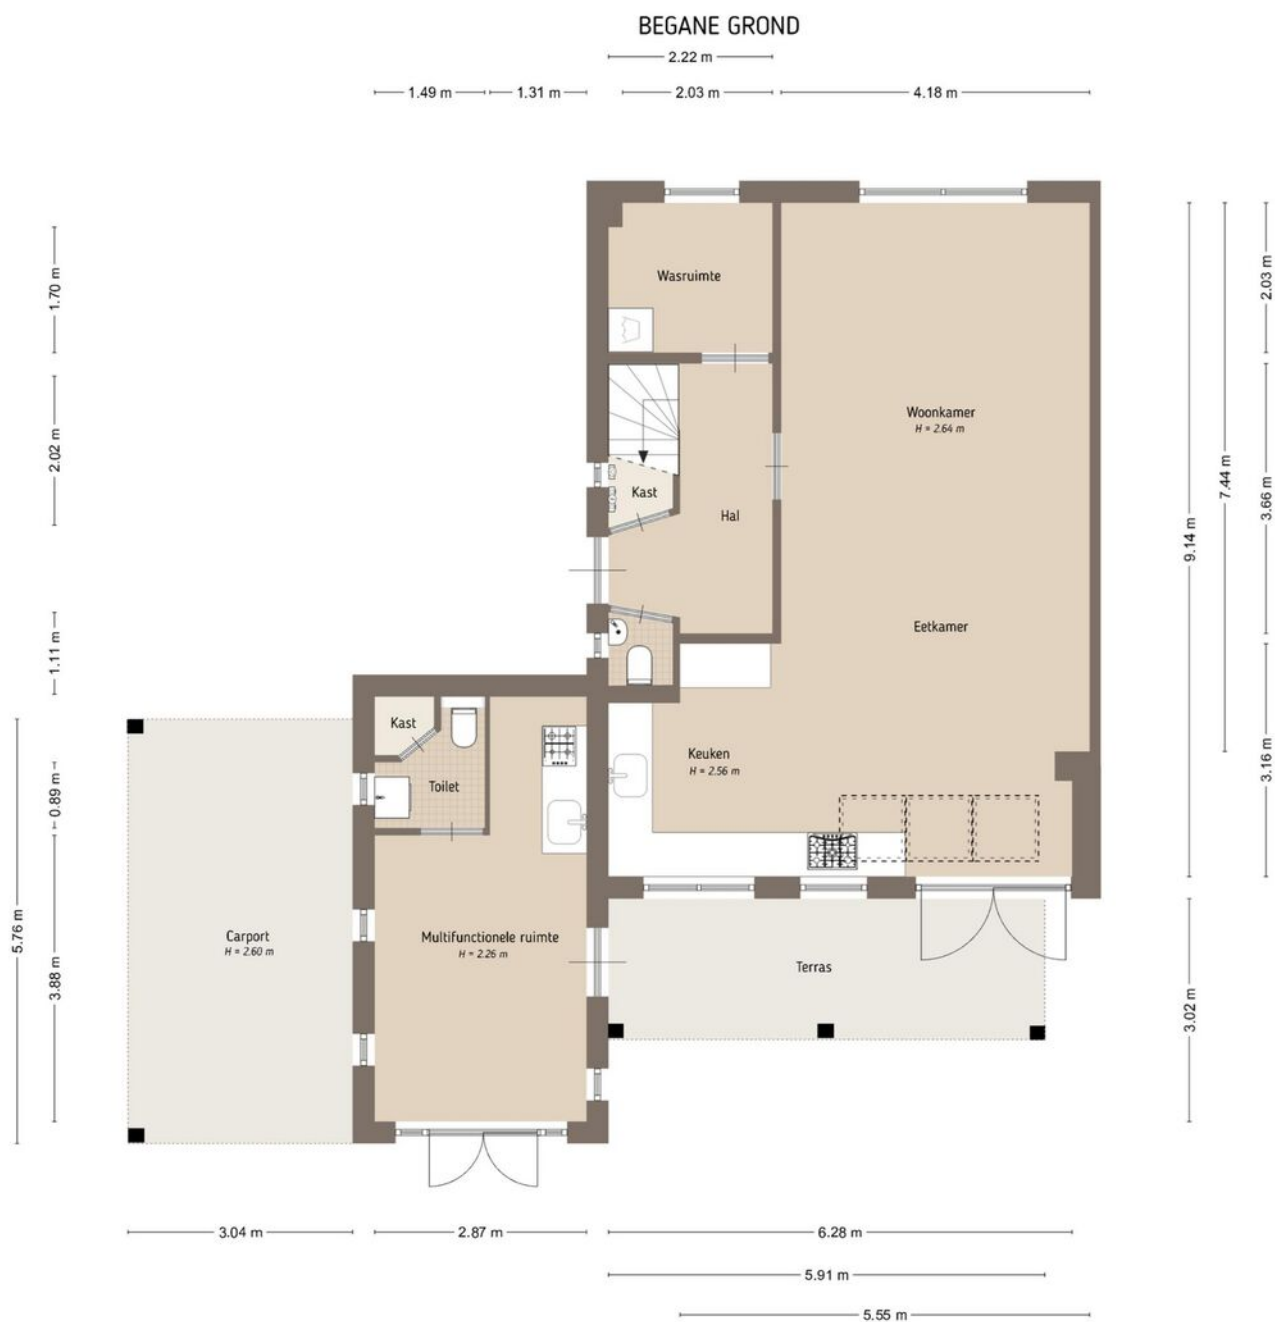 BEGANE GROND
2.22 m
1.49 m
1.31 m
2.03 m
4.18 m
Wasruimte
1.70 m
2.03 m
Woonkamer
H = 2.64 m
2.02 m
7.44 m
3.66 m
Kast
Hal
9.14 m
Eetkamer
1.11 m
Kast
Keuken
H = 2.56 m
3.16 m
Toilet
0.89 m
5.76 m
Carport
H = 2.60 m
Multifunctionele ruimte
H = 2.26 m
Terras
3.88 m
3.02 m
3.04 m
2.87 m
6.28 m
5.91 m
5.55 m